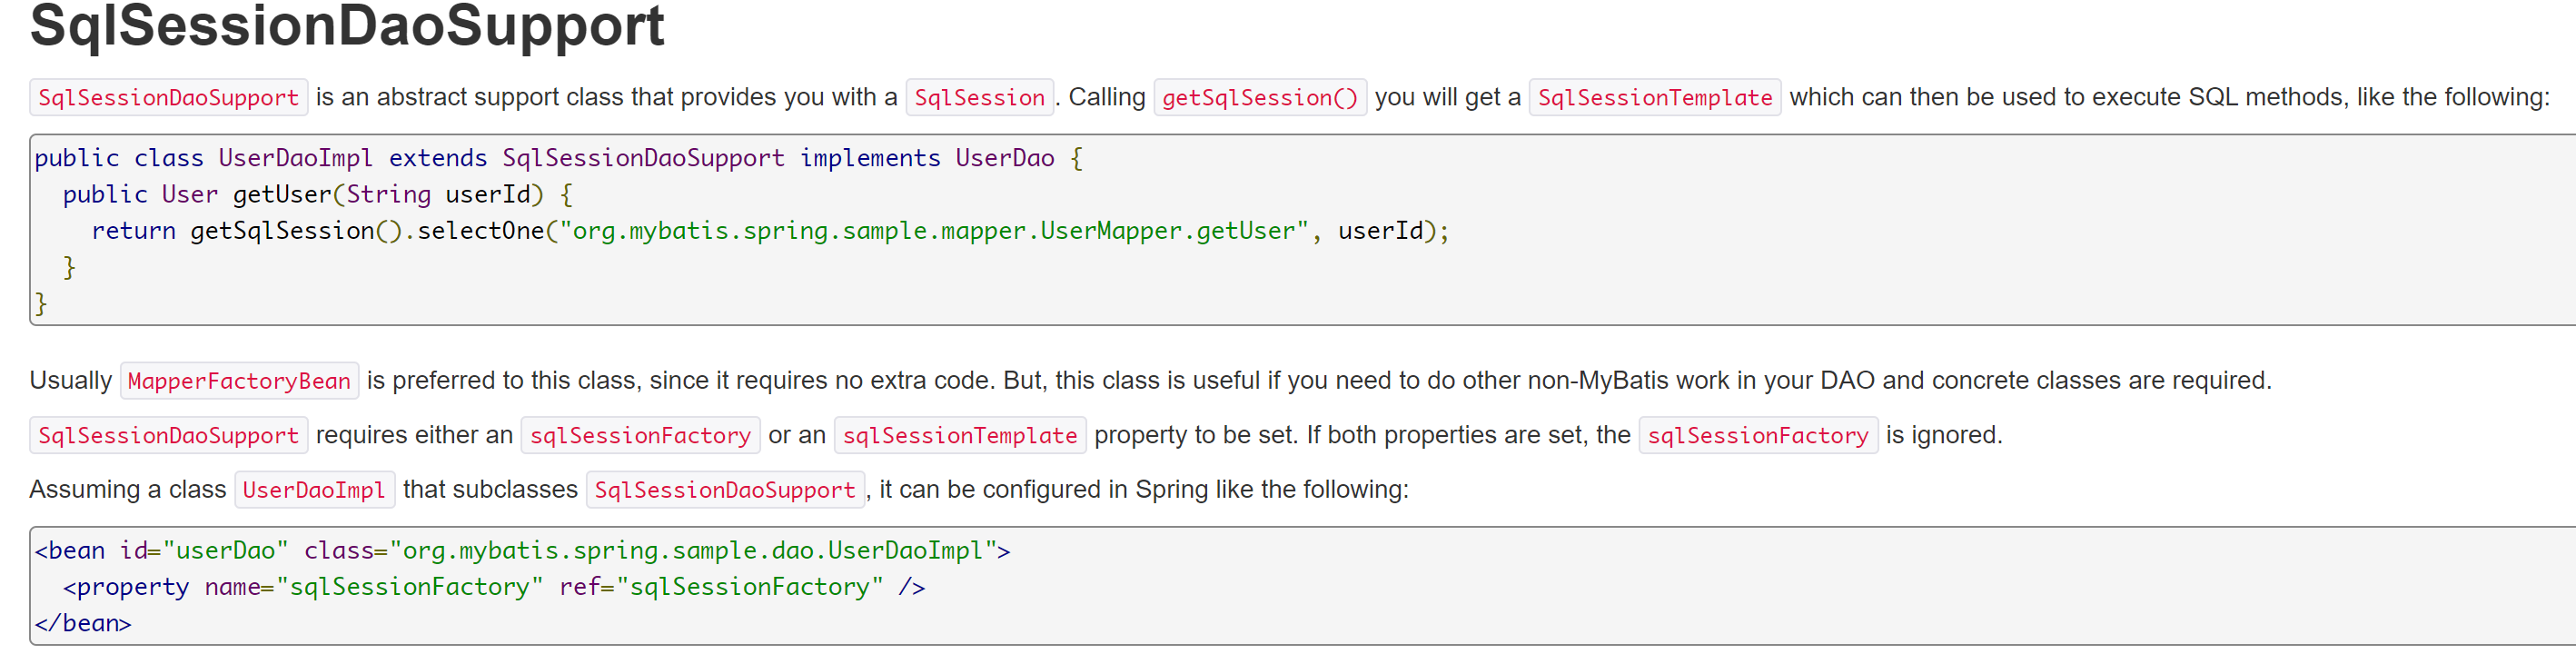 SqlSessionDaoSupport
SqlSessionDaoSupport is an abstract support class that provides you with a SqlSession . Calling getSqlSession() you will get a SqlSessionTemplate which can then be used to execute SQL methods, like the following:
public class UserDaoImpl extends SqlSessionDaoSupport implements UserDao {
  public User getUser(String userId) {
    return getSqlSession().selectOne("org.mybatis.spring.sample.mapper.UserMapper.getUser", userId);
  }
}
Usually MapperFactoryBean is preferred to this class, since it requires no extra code. But, this class is useful if you need to do other non-MyBatis work in your DAO and concrete classes are required.
SqlSessionDaoSupport requires either an sqlSessionFactory or an sqlSessionTemplate property to be set. If both properties are set, the sqlSessionFactory is ignored.
Assuming a class UserDaoImpl that subclasses SqlSessionDaoSupport , it can be configured in Spring like the following:
<bean id="userDao" class="org.mybatis.spring.sample.dao.UserDaoImpl">
  <property name="sqlSessionFactory" ref="sqlSessionFactory" />
</bean>